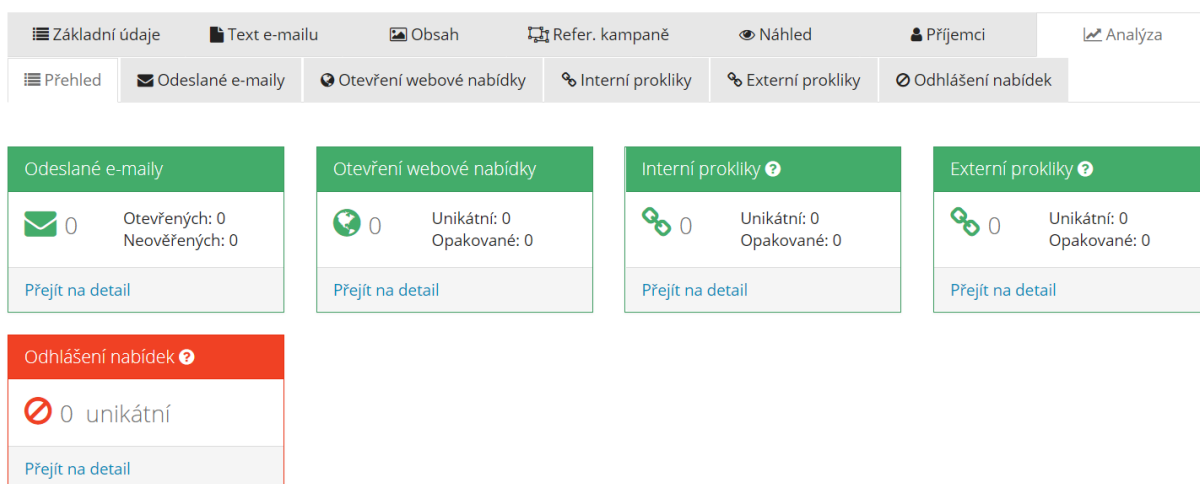 Základní údaje Text e-mailu Obsah Refer. kampaně Náhled Příjemci Analýza
Přehled Odeslané e-maily Otevření webové nabídky Interní prokliky Externí prokliky Odhlášení nabídek
Odeslané e-maily
0
Otevřených: 0
Neověřených: 0
Přejít na detail
Otevření webové nabídky
0
Unikátní: 0
Opakované: 0
Přejít na detail
Interní prokliky ?
0
Unikátní: 0
Opakované: 0
Přejít na detail
Externí prokliky ?
0
Unikátní: 0
Opakované: 0
Přejít na detail
Odhlášení nabídek ?
0 unikátní
Přejít na detail